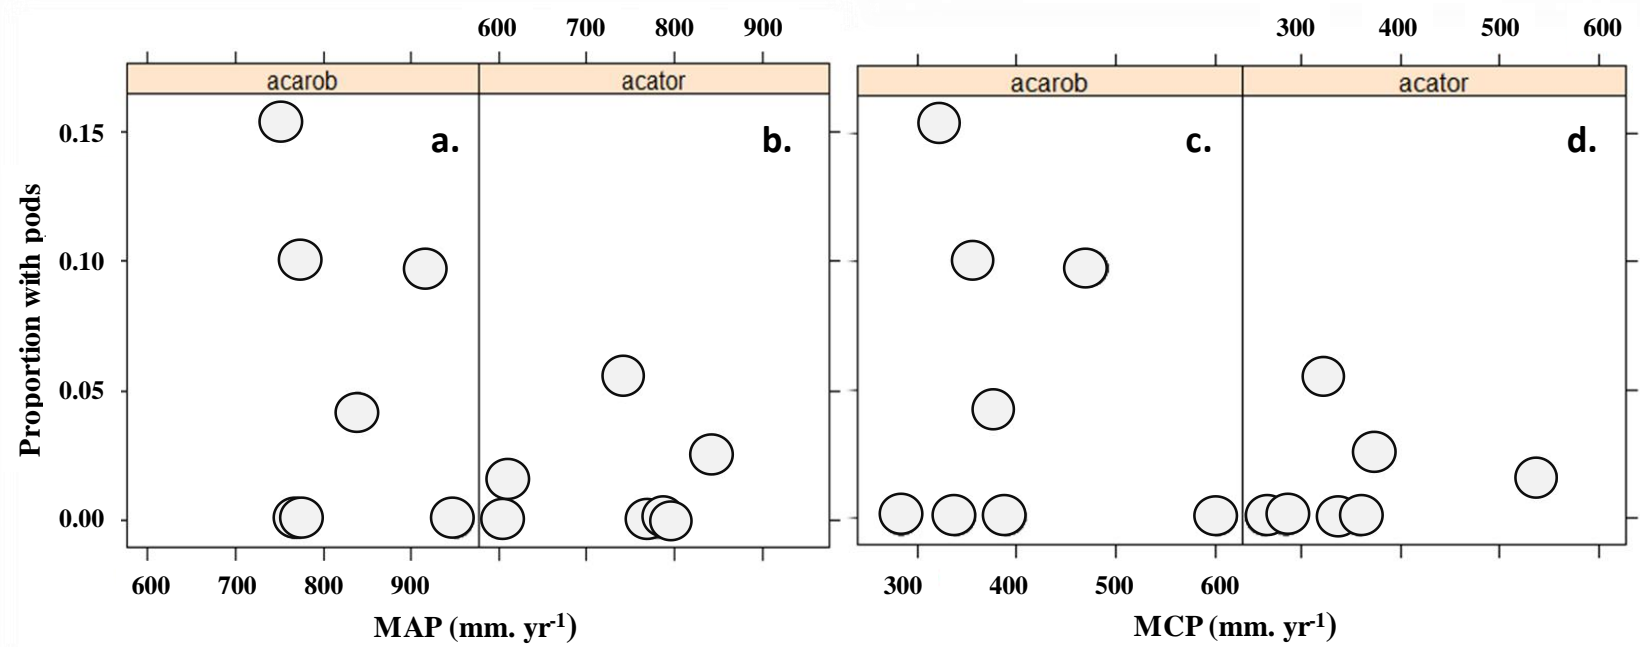 600 700 800 900
300 400 500 600
acarob acator
acarob acator
a. b. c. d.
0.15
0.10
0.05
0.00
Proportion with pods
600 700 800 900
300 400 500 600
MAP (mm. yr⁻¹)
MCP (mm. yr⁻¹)